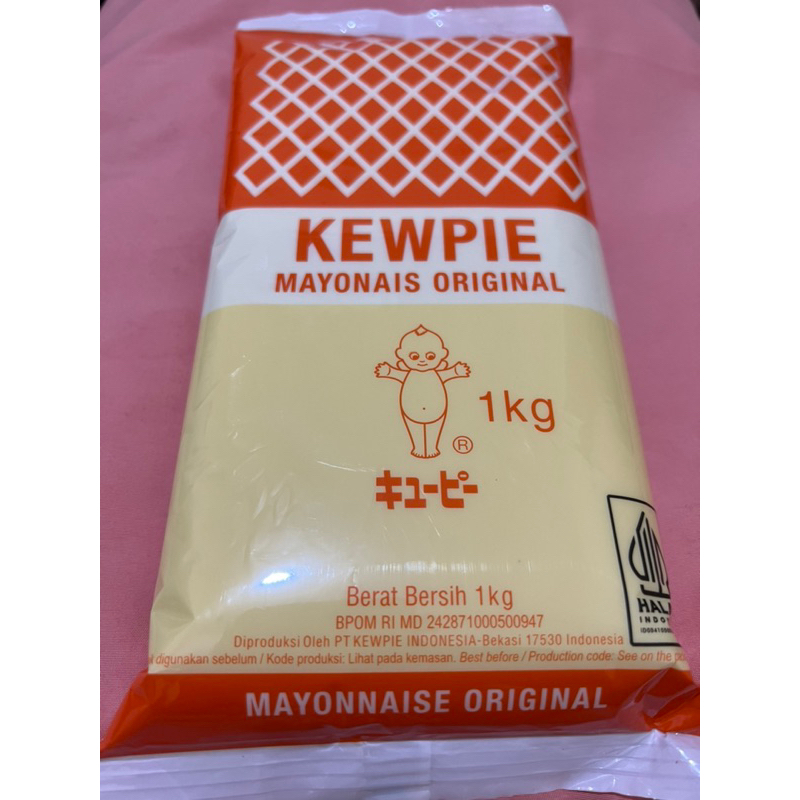 KEWPIE
MAYONAIS ORIGINAL
1kg
®
キューピー
HALAL
INDONESIA
Berat Bersih 1kg
BPOM RI MD 242871000500947
Diproduksi Oleh PT KEWPIE INDONESIA-Bekasi 17530 Indonesia
digunakan sebelum / Kode produksi: Lihat pada kemasan. Best before / Production code: See on the
MAYONNAISE ORIGINAL